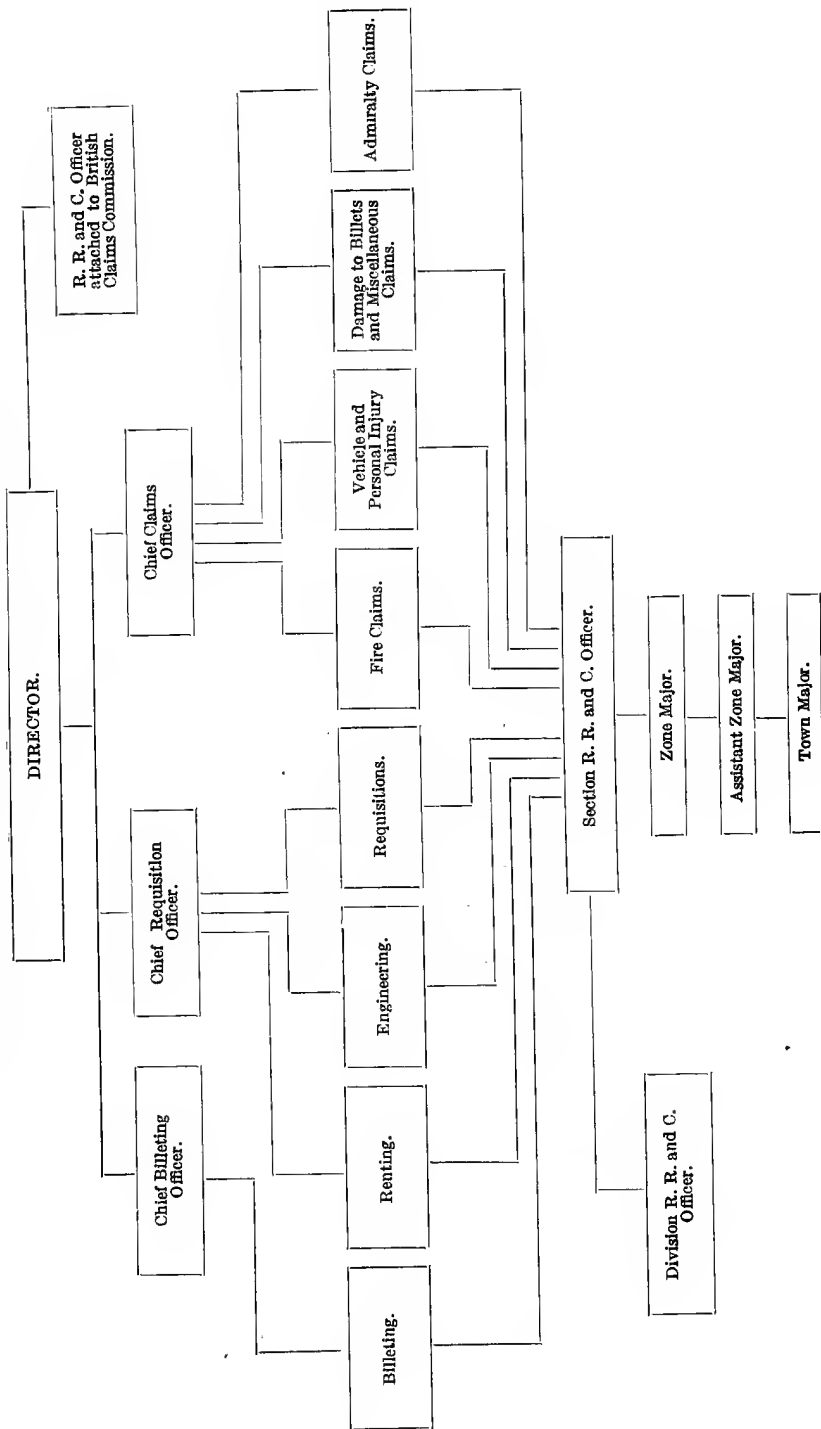 DIRECTOR.
R. R. and C. Officer
attached to British
Claims Commission.
Chief Billeting
Officer.
Chief Requisition
Officer.
Chief Claims
Officer.
Billeting.
Renting.
Engineering.
Requisitions.
Fire Claims.
Vehicle and
Personal Injury
Claims.
Damage to Billets
and Miscellaneous
Claims.
Admiralty Claims.
Section R. R. and C. Officer.
Division R. R. and C.
Officer.
Zone Major.
Assistant Zone Major.
Town Major.